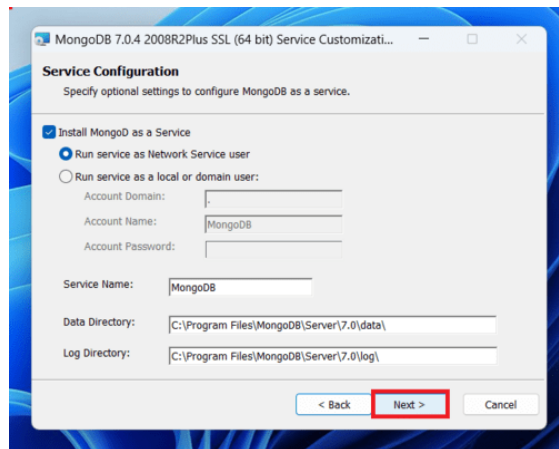 MongoDB 7.0.4 2008R2Plus SSL (64 bit) Service Customizati...
Service Configuration
Specify optional settings to configure MongoDB as a service.
Install MongoD as a Service
Run service as Network Service user
Run service as a local or domain user:
Account Domain: .
Account Name: MongoDB
Account Password:
Service Name: MongoDB
Data Directory: C:\Program Files\MongoDB\Server\7.0\data\
Log Directory: C:\Program Files\MongoDB\Server\7.0\log\
< Back Next > Cancel